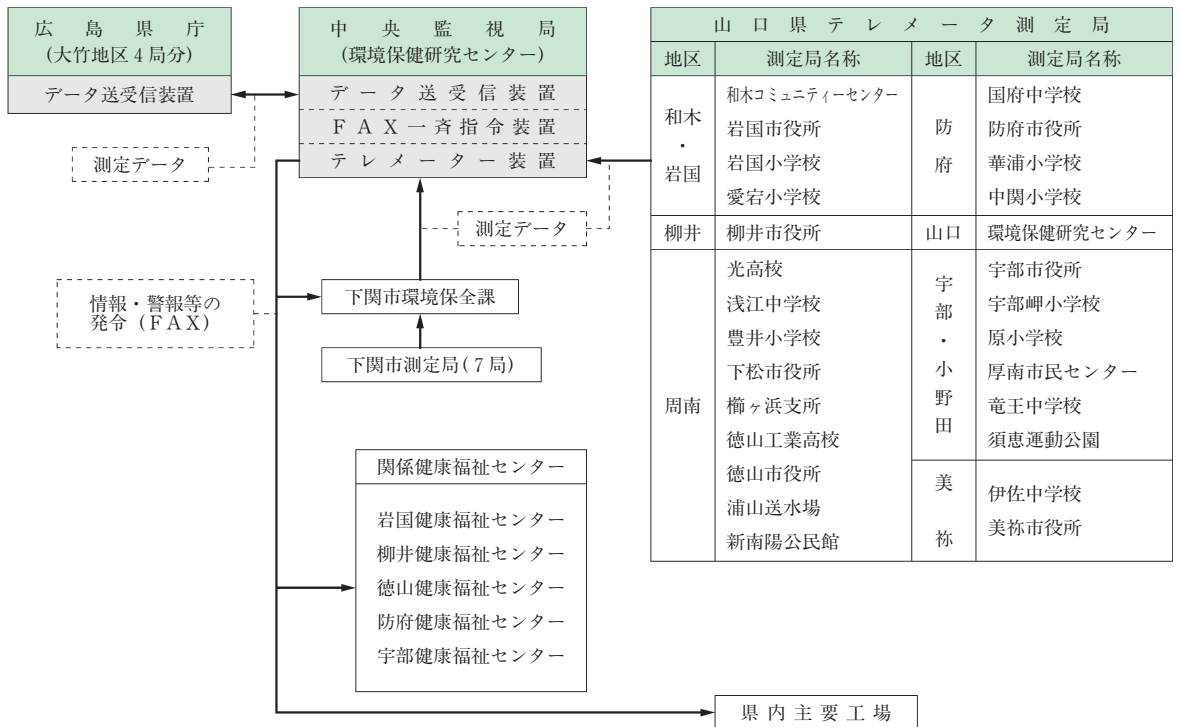 広島県庁
(大竹地区4局分)
データ送受信装置
測定データ
中央監視局
(環境保健研究センター)
データ送受信装置
FAX一斉指令装置
テレメーター装置
測定データ
情報・警報等の
発令(FAX)
下関市環境保全課
下関市測定局(7局)
関係健康福祉センター
岩国健康福祉センター
柳井健康福祉センター
徳山健康福祉センター
防府健康福祉センター
宇部健康福祉センター
県内主要工場
山口県テレメータ測定局
地区 測定局名称 地区 測定局名称
和木・岩国
和木コミュニティーセンター
岩国市役所
岩国小学校
愛宕小学校
柳井 柳井市役所
周南
光高校
浅江中学校
豊井小学校
下松市役所
櫛ヶ浜支所
徳山工業高校
徳山市役所
浦山送水場
新南陽公民館
防府
国府中学校
防府市役所
華浦小学校
中関小学校
山口 環境保健研究センター
宇部・小野田
宇部市役所
宇部岬小学校
原小学校
厚南市民センター
竜王中学校
須恵運動公園
美祢
伊佐中学校
美祢市役所